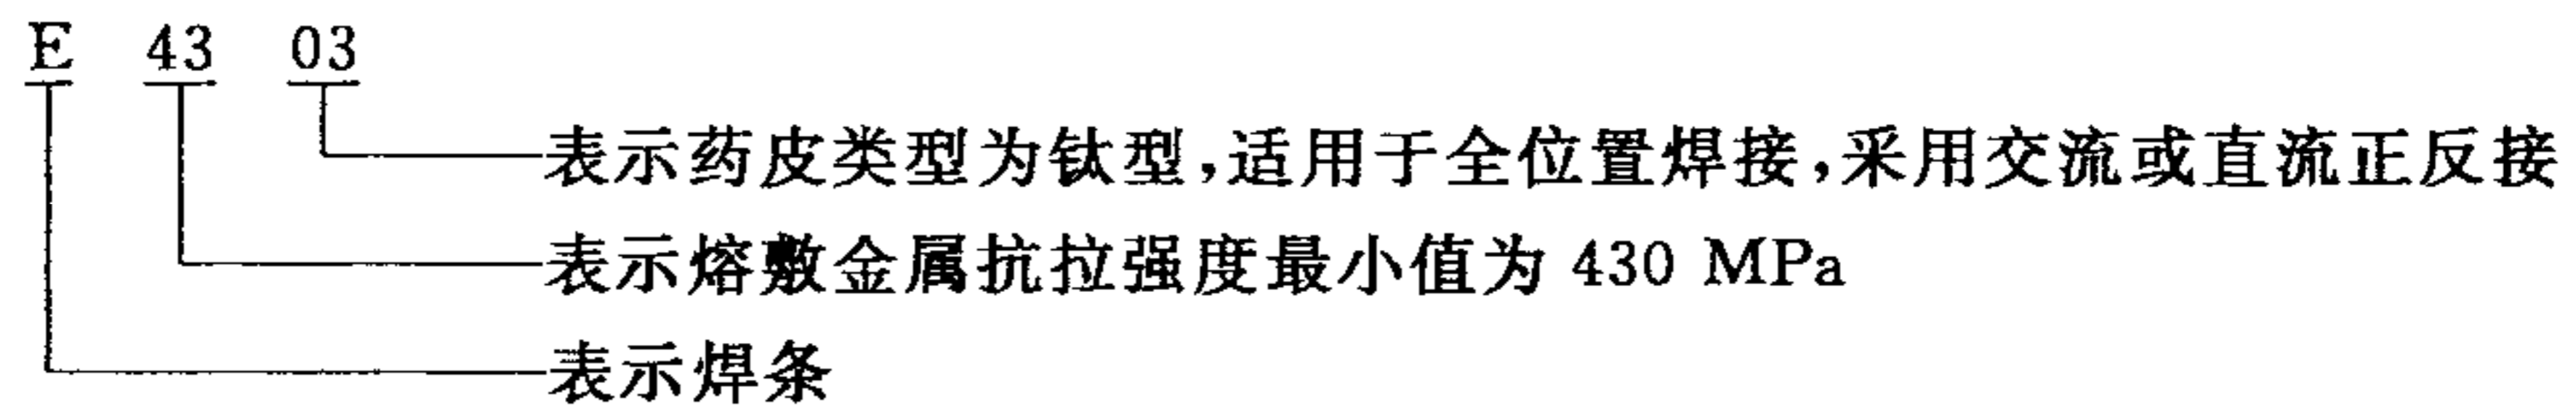 E 43 03
表示药皮类型为钛型,适用于全位置焊接,采用交流或直流正反接
表示熔敷金属抗拉强度最小值为 430 MPa
表示焊条